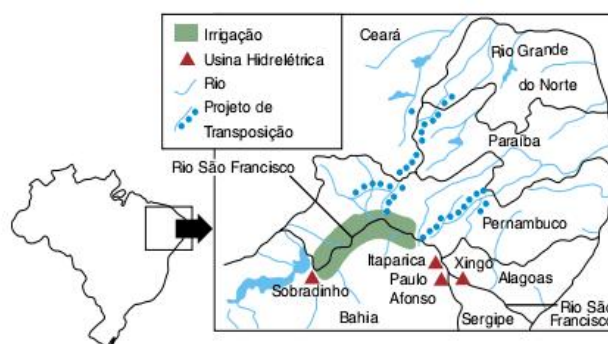 Irrigação
Usina Hidrelétrica
Rio
Projeto de
Transposição
Ceará
Rio Grande
do Norte
Paraíba
Rio São Francisco
Pernambuco
Itaparica
Xingó
Paulo
Afonso
Alagoas
Sobradinho
Rio São
Francisco
Bahia
Sergipe